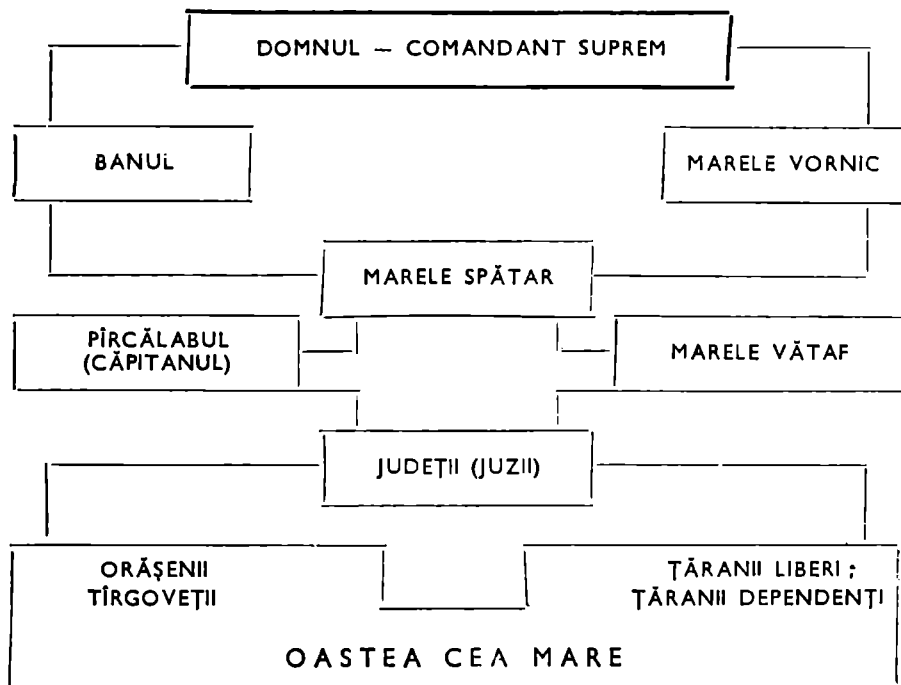 DOMNUL — COMANDANT SUPREM
BANUL
MARELE VORNIC
MARELE SPĂTAR
PÎRCĂLABUL
(CĂPITANUL)
MARELE VĂTAF
JUDEȚII (JUZII)
ORĂȘENII
TÎRGOVEȚII
ȚĂRANII LIBERI ;
ȚĂRANII DEPENDENȚI
OASTEA CEA MARE